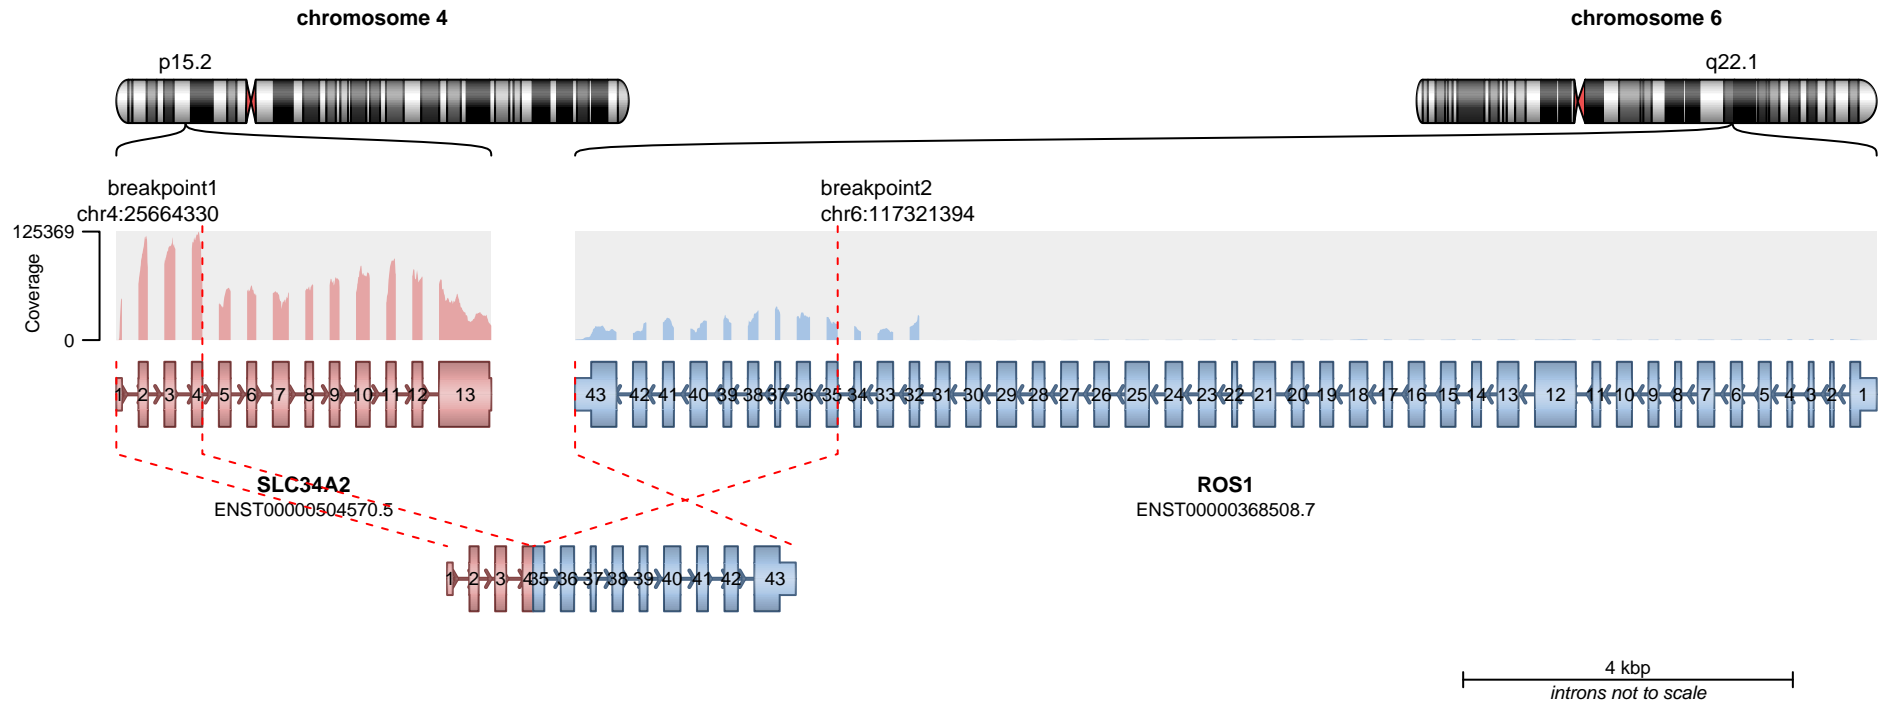 chromosome 4
chromosome 6
p15.2
q22.1
breakpoint1
chr4:25664330
breakpoint2
chr6:117321394
125369
Coverage
0
1 2 3 4 5 6 7 8 9 10 11 12 13
43 42 41 40 39 38 37 36 35 34 33 32 31 30 29 28 27 26 25 24 23 22 21 20 19 18 17 16 15 14 13 12 11 10 9 8 7 6 5 4 3 2 1
SLC34A2
ENST00000504570.5
ROS1
ENST00000368508.7
1 2 3 4 35 36 37 38 39 40 41 42 43
4 kbp
introns not to scale